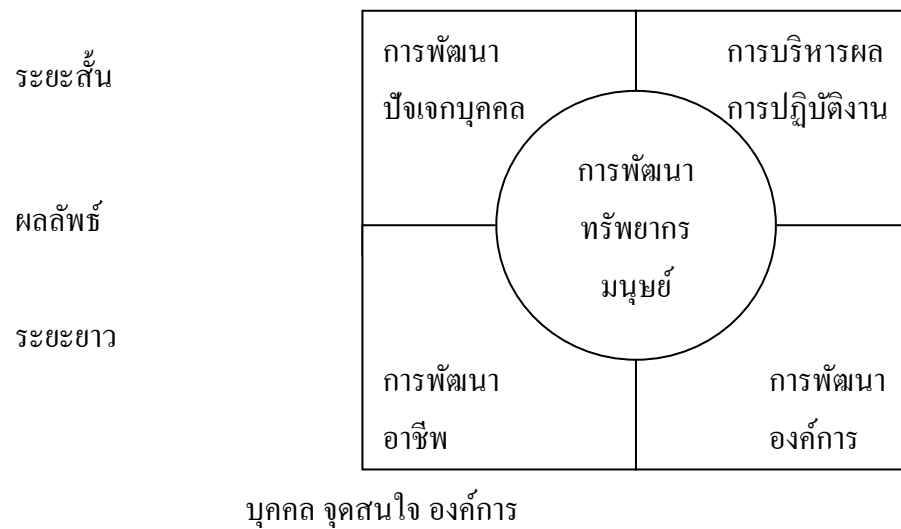 ระยะสั้น
ผลลัพธ์
ระยะยาว
การพัฒนา
ปัจเจกบุคคล
การบริหารผล
การปฏิบัติงาน
การพัฒนา
ทรัพยากร
มนุษย์
การพัฒนา
อาชีพ
การพัฒนา
องค์การ
บุคคล จุดสนใจ องค์การ